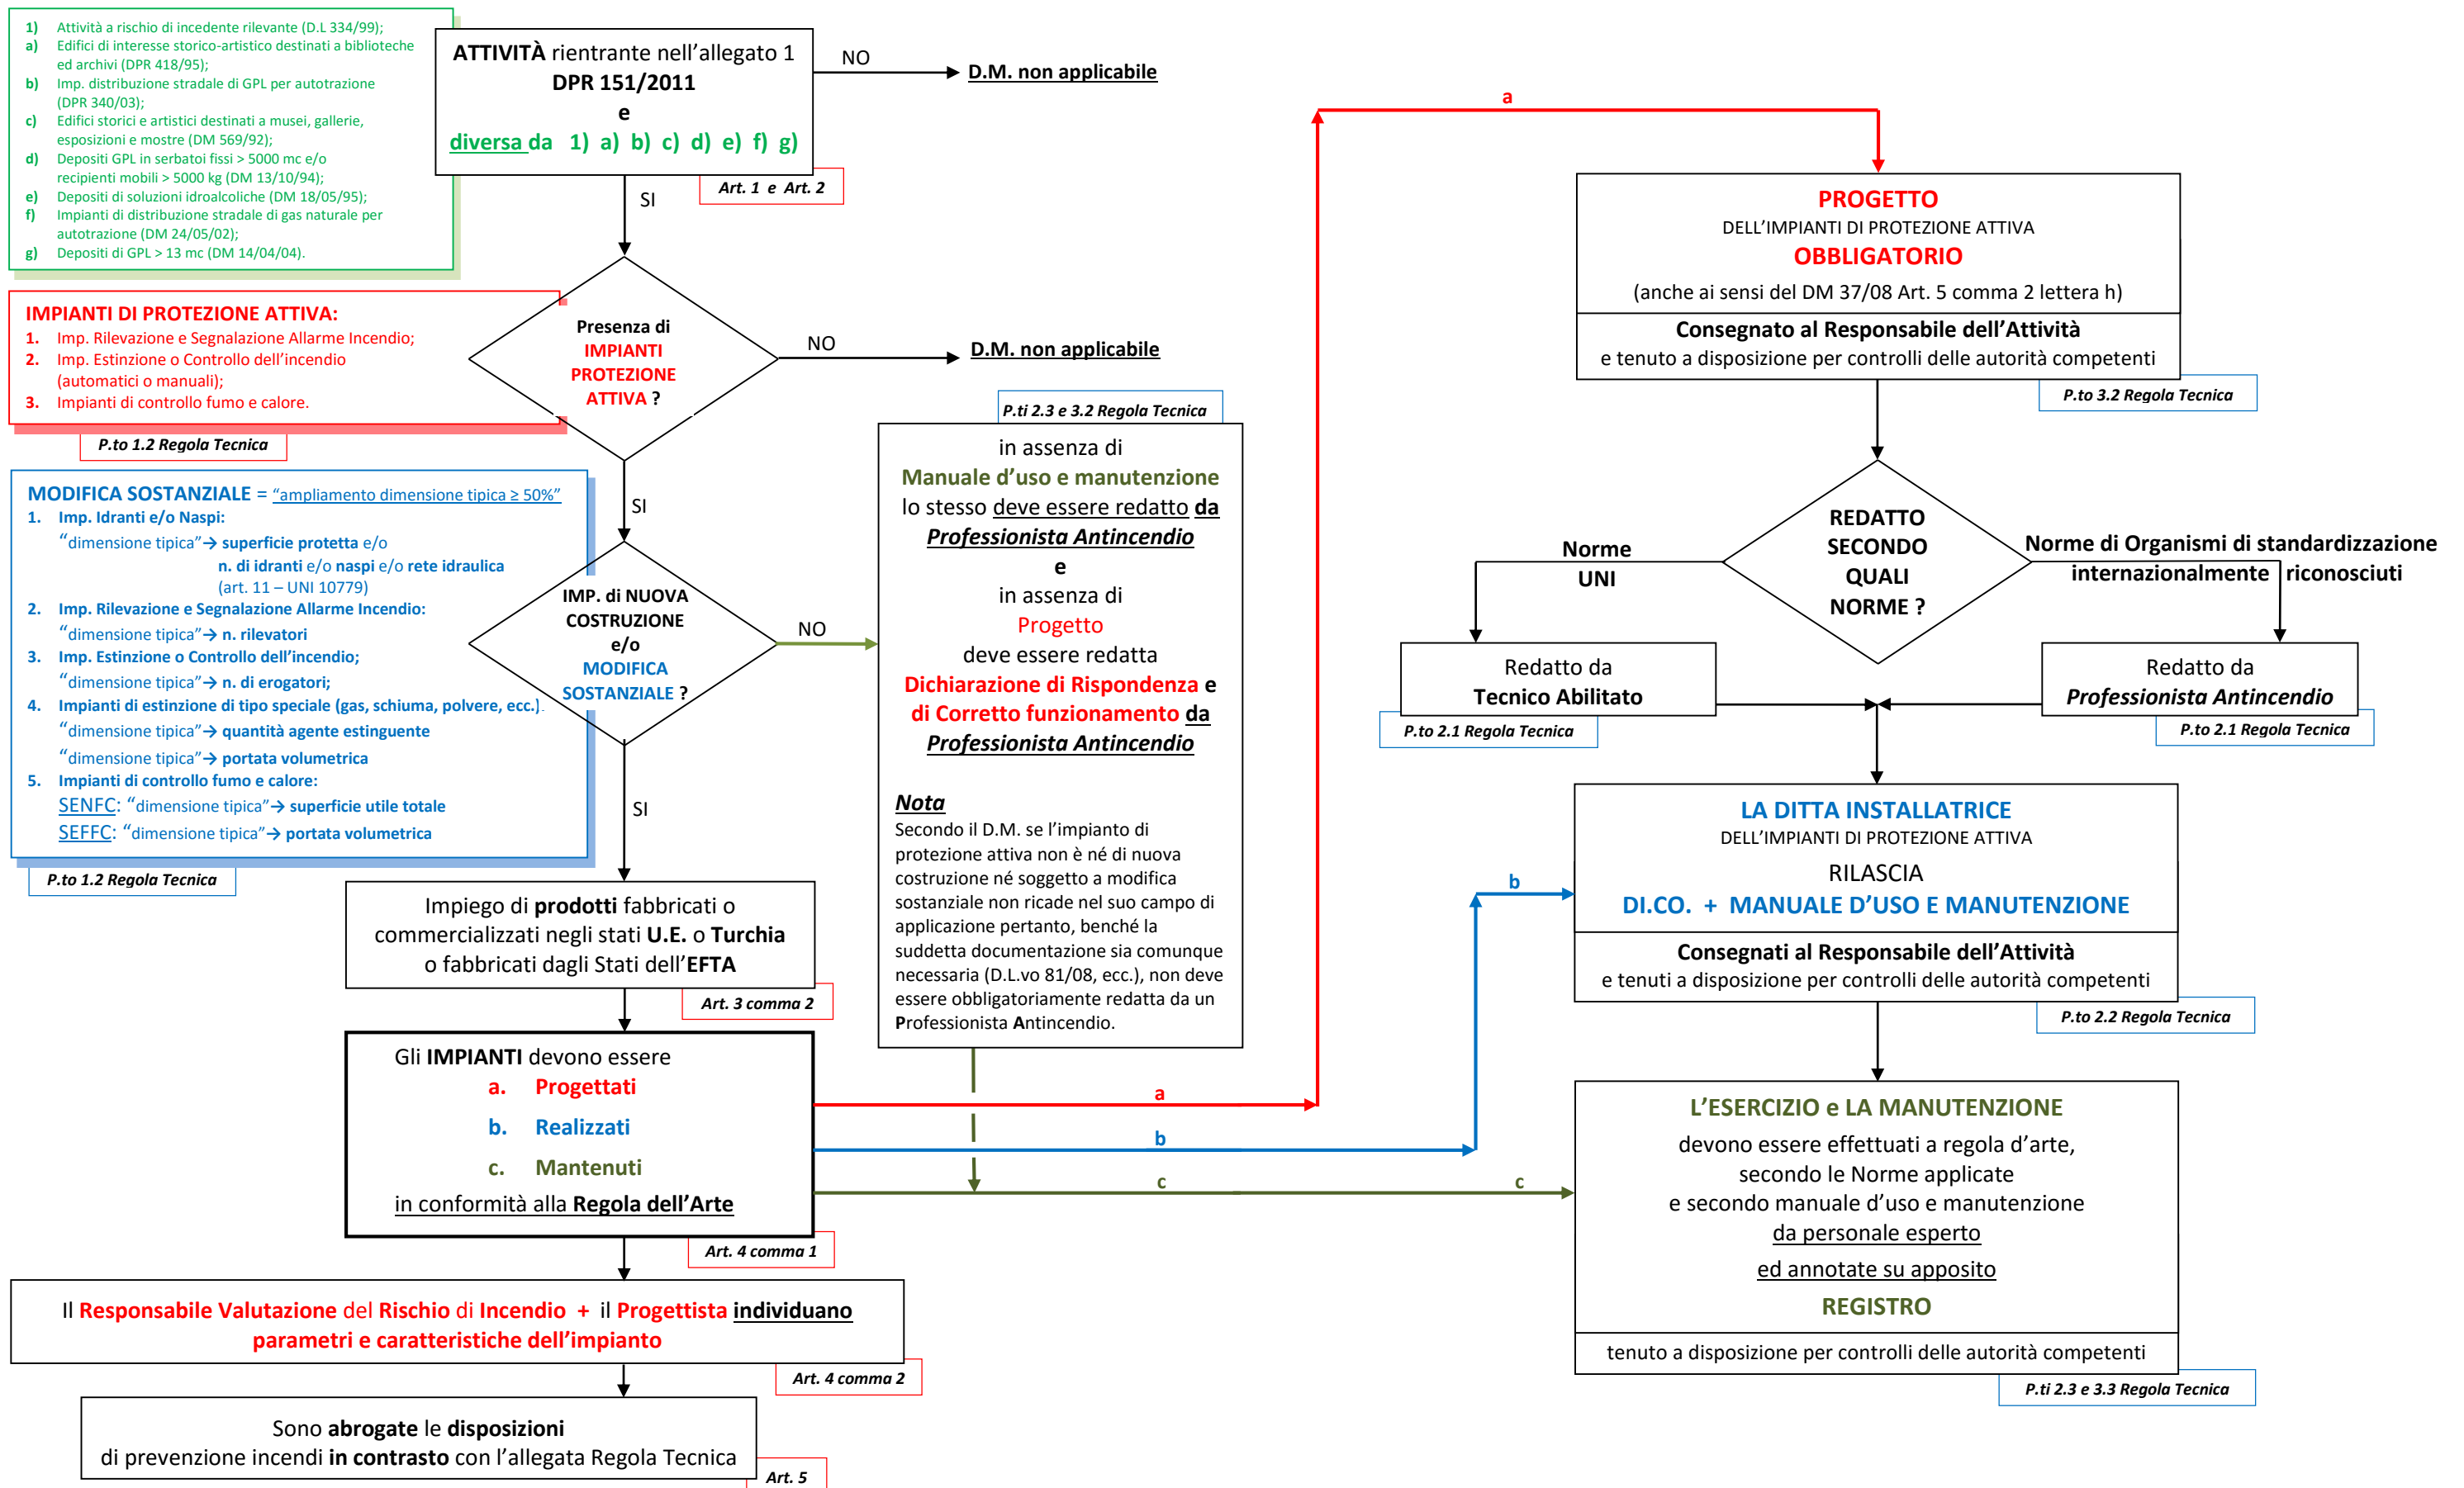 1) Attività a rischio di incedente rilevante (D.L 334/99);
a) Edifici di interesse storico-artistico destinati a biblioteche
ed archivi (DPR 418/95);
b) Imp. distribuzione stradale di GPL per autotrazione
(DPR 340/03);
c) Edifici storici e artistici destinati a musei, gallerie,
esposizioni e mostre (DM 569/92);
d) Depositi GPL in serbatoi fissi > 5000 mc e/o
recipienti mobili > 5000 kg (DM 13/10/94);
e) Depositi di soluzioni idroalcoliche (DM 18/05/95);
f) Impianti di distribuzione stradale di gas naturale per
autotrazione (DM 24/05/02);
g) Depositi di GPL > 13 mc (DM 14/04/04).
ATTIVITÀ rientrante nell'allegato 1
DPR 151/2011
e
diversa da 1) a) b) c) d) e) f) g)
Art. 1 e Art. 2
NO
D.M. non applicabile
SI
IMPIANTI DI PROTEZIONE ATTIVA:
1. Imp. Rilevazione e Segnalazione Allarme Incendio;
2. Imp. Estinzione o Controllo dell'incendio
(automatici o manuali);
3. Impianti di controllo fumo e calore.
P.to 1.2 Regola Tecnica
Presenza di
IMPIANTI
PROTEZIONE
ATTIVA ?
NO
D.M. non applicabile
SI
MODIFICA SOSTANZIALE = "ampliamento dimensione tipica ≥ 50%"
1. Imp. Idranti e/o Naspi:
"dimensione tipica"→ superficie protetta e/o
n. di idranti e/o naspi e/o rete idraulica
(art. 11 – UNI 10779)
2. Imp. Rilevazione e Segnalazione Allarme Incendio:
"dimensione tipica"→ n. rilevatori
3. Imp. Estinzione o Controllo dell'incendio;
"dimensione tipica"→ n. di erogatori;
4. Impianti di estinzione di tipo speciale (gas, schiuma, polvere, ecc.).
"dimensione tipica"→ quantità agente estinguente
"dimensione tipica"→ portata volumetrica
5. Impianti di controllo fumo e calore:
SENFC: "dimensione tipica"→ superficie utile totale
SEFFC: "dimensione tipica"→ portata volumetrica
P.to 1.2 Regola Tecnica
IMP. di NUOVA
COSTRUZIONE
e/o
MODIFICA
SOSTANZIALE ?
NO
SI
P.ti 2.3 e 3.2 Regola Tecnica
in assenza di
Manuale d'uso e manutenzione
lo stesso deve essere redatto da
Professionista Antincendio
e
in assenza di
Progetto
deve essere redatta
Dichiarazione di Rispondenza e
di Corretto funzionamento da
Professionista Antincendio
Nota
Secondo il D.M. se l'impianto di
protezione attiva non è né di nuova
costruzione né soggetto a modifica
sostanziale non ricade nel suo campo di
applicazione pertanto, benché la
suddetta documentazione sia comunque
necessaria (D.L.vo 81/08, ecc.), non deve
essere obbligatoriamente redatta da un
Professionista Antincendio.
Impiego di prodotti fabbricati o
commercializzati negli stati U.E. o Turchia
o fabbricati dagli Stati dell'EFTA
Art. 3 comma 2
Gli IMPIANTI devono essere
a. Progettati
b. Realizzati
c. Mantenuti
in conformità alla Regola dell'Arte
Art. 4 comma 1
a
b
c
Il Responsabile Valutazione del Rischio di Incendio + il Progettista individuano
parametri e caratteristiche dell'impianto
Art. 4 comma 2
Sono abrogate le disposizioni
di prevenzione incendi in contrasto con l'allegata Regola Tecnica
Art. 5
a
PROGETTO
DELL'IMPIANTI DI PROTEZIONE ATTIVA
OBBLIGATORIO
(anche ai sensi del DM 37/08 Art. 5 comma 2 lettera h)
Consegnato al Responsabile dell'Attività
e tenuto a disposizione per controlli delle autorità competenti
P.to 3.2 Regola Tecnica
REDATTO
SECONDO
QUALI
NORME ?
Norme
UNI
Norme di Organismi di standardizzazione
internazionalmente riconosciuti
Redatto da
Tecnico Abilitato
P.to 2.1 Regola Tecnica
Redatto da
Professionista Antincendio
P.to 2.1 Regola Tecnica
b
LA DITTA INSTALLATRICE
DELL'IMPIANTI DI PROTEZIONE ATTIVA
RILASCIA
DI.CO. + MANUALE D'USO E MANUTENZIONE
Consegnati al Responsabile dell'Attività
e tenuti a disposizione per controlli delle autorità competenti
P.to 2.2 Regola Tecnica
c
L'ESERCIZIO e LA MANUTENZIONE
devono essere effettuati a regola d'arte,
secondo le Norme applicate
e secondo manuale d'uso e manutenzione
da personale esperto
ed annotate su apposito
REGISTRO
tenuto a disposizione per controlli delle autorità competenti
P.ti 2.3 e 3.3 Regola Tecnica